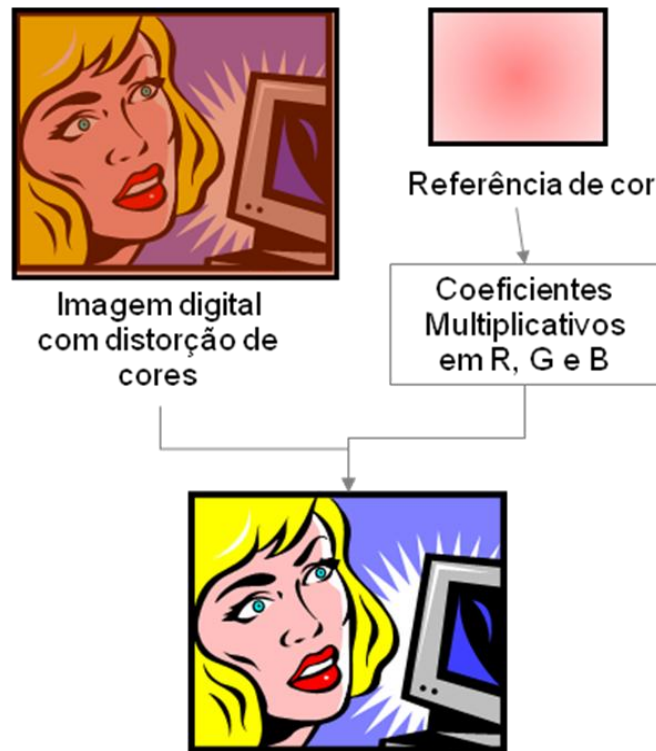 Referência de cor
Imagem digital
com distorção de
cores
Coeficientes
Multiplicativos
em R, G e B